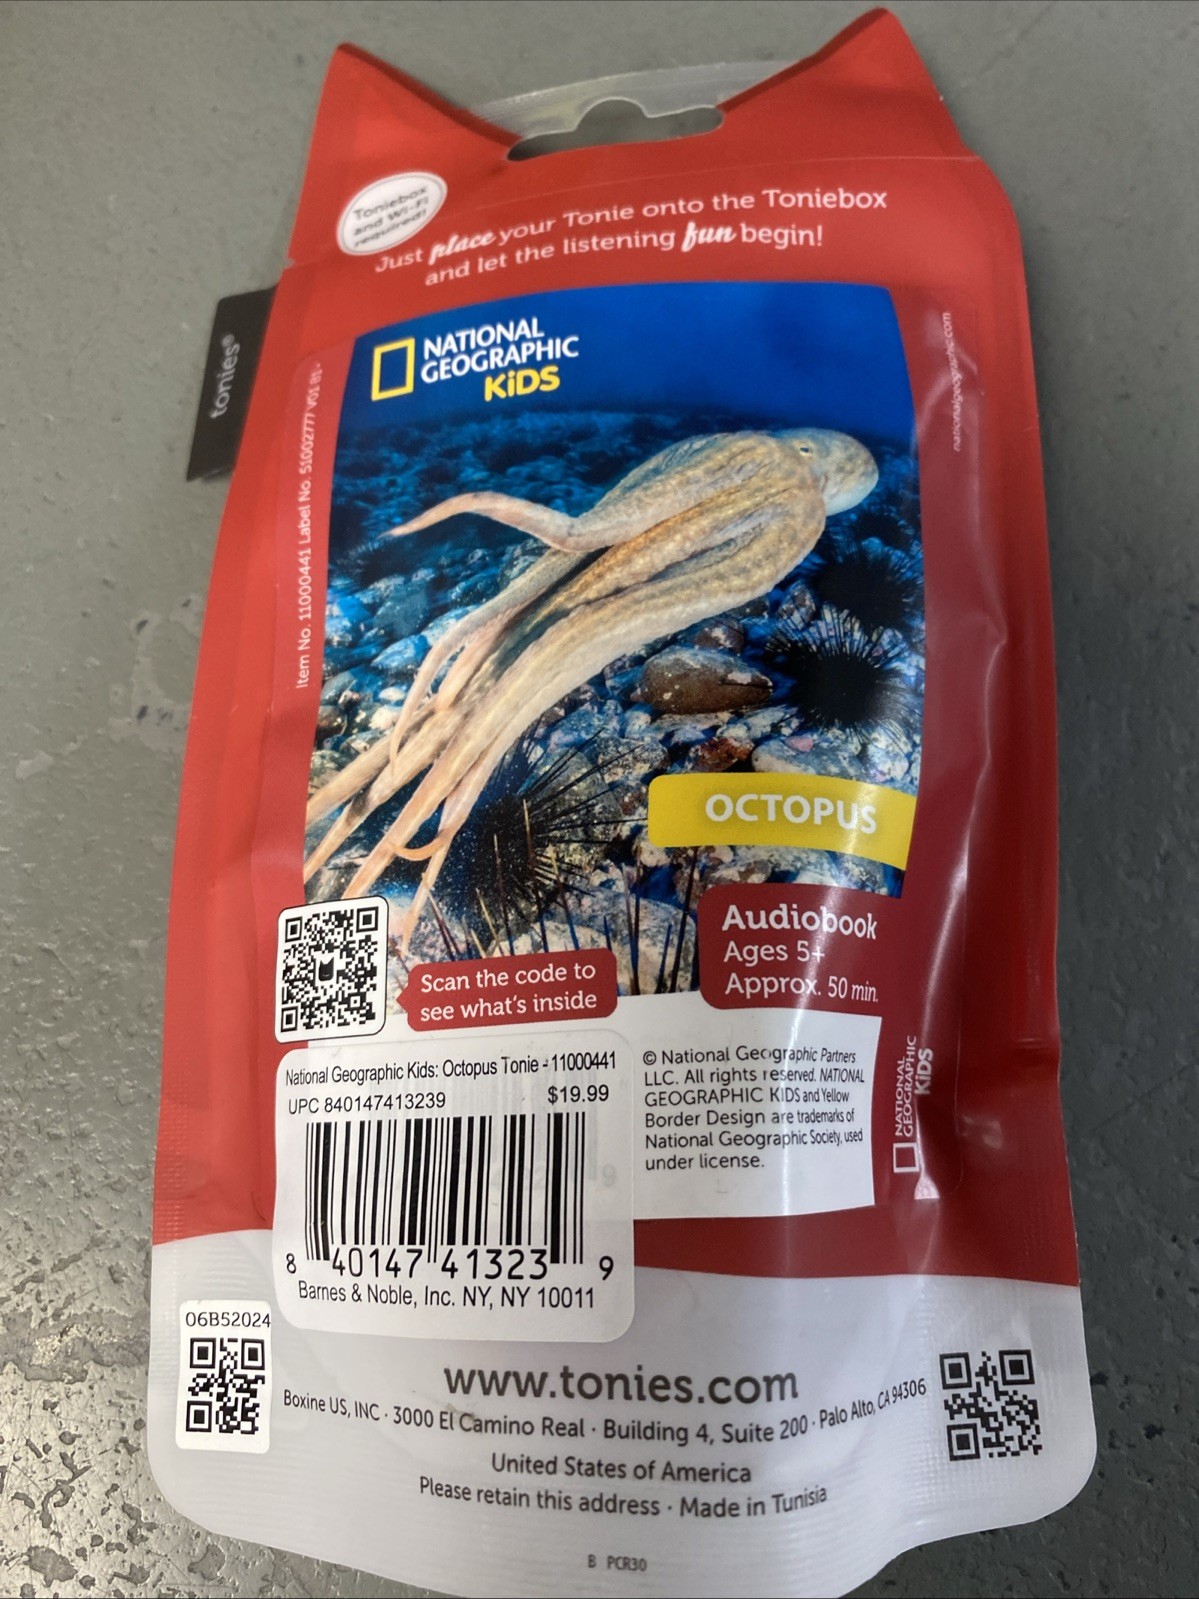 Toniebox
and Wi-Fi
required!
Just place your Tonie onto the Toniebox
and let the listening fun begin!
tonies®
NATIONAL
GEOGRAPHIC
KiDS
Item No. 11000441 Label No. 51002777 V01 01-
nationalgeographic.com
OCTOPUS
Audiobook
Ages 5+
Approx. 50 min.
Scan the code to
see what's inside
National Geographic Kids: Octopus Tonie - 11000441
UPC 840147413239 $19.99
8 40147 41323 9
Barnes & Noble, Inc. NY, NY 10011
© National Geographic Partners
LLC. All rights reserved. NATIONAL
GEOGRAPHIC KIDS and Yellow
Border Design are trademarks of
National Geographic Society, used
under license.
NATIONAL
GEOGRAPHIC
KiDS
06B52024
www.tonies.com
Boxine US, INC · 3000 El Camino Real · Building 4, Suite 200 · Palo Alto, CA 94306
United States of America
Please retain this address · Made in Tunisia
B PCR30